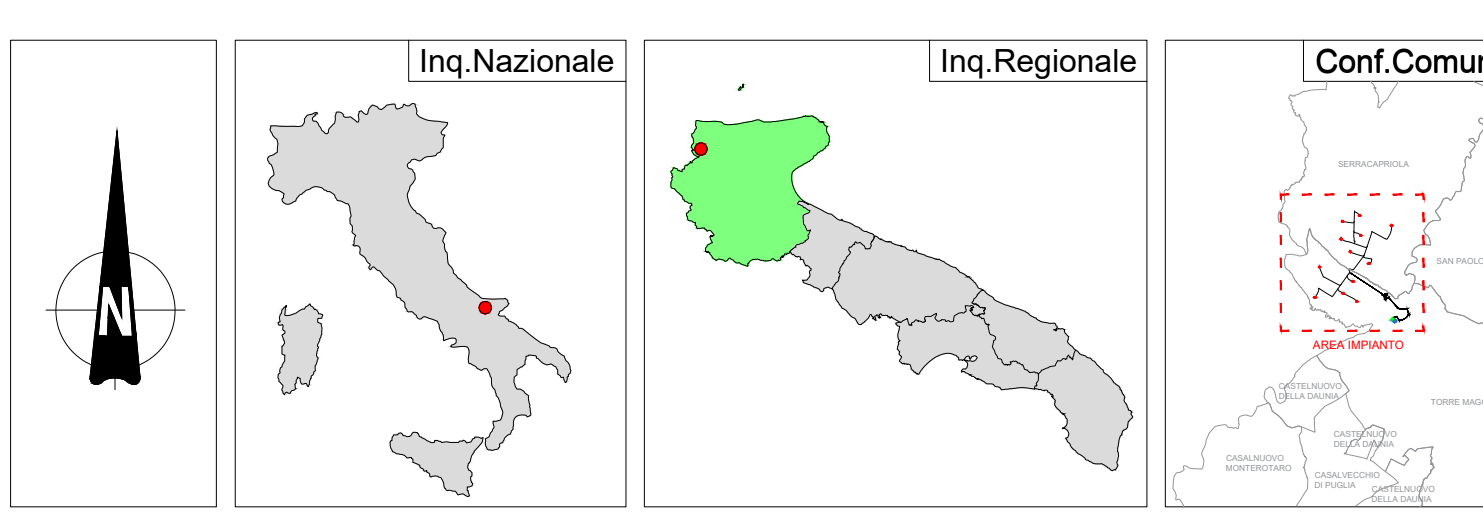 N
Inq.Nazionale
Inq.Regionale
Conf.Comun
SERRACAPRIOLA
SAN PAOLO
AREA IMPIANTO
CASTELNUOVO
DELLA DAUNIA
TORRE MAG
CASTELNUOVO
DELLA DAUNIA
CASALNUOVO
MONTEROTARO
CASALVECCHIO
DI PUGLIA
CASTELNUOVO
DELLA DAUNIA